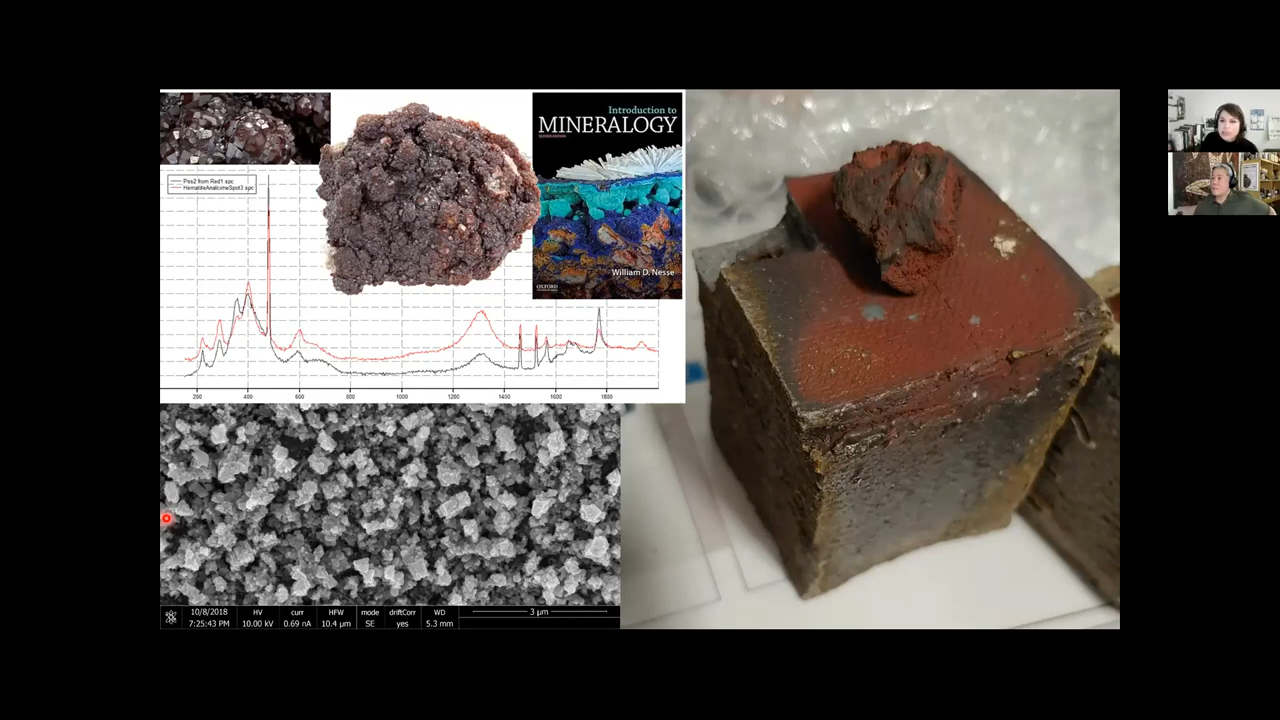 Introduction to
MINERALOGY
William D. Nesse
OXFORD
Pos2 from Red1.spc
HematiteAnalcimeSpot3.spc
200 400 600 800 1000 1200 1400 1600 1800
10/8/2018 HV curr HFW mode driftCorr WD 3 µm
7:25:43 PM 10.00 kV 0.69 nA 10.4 µm SE yes 5.3 mm